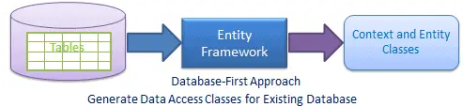 Tables
Entity
Framework
Context and Entity
Classes
Database-First Approach
Generate Data Access Classes for Existing Database